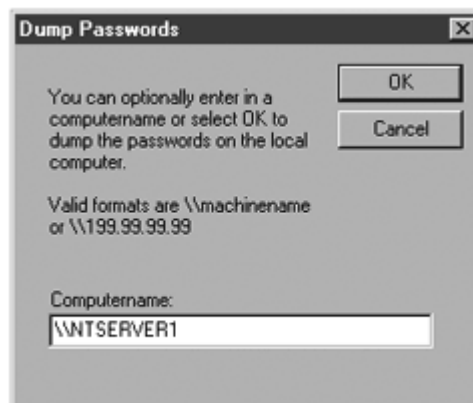 Dump Passwords
You can optionally enter in a
computername or select OK to
dump the passwords on the local
computer.
Valid formats are \\machinename
or \\199.99.99.99
OK
Cancel
Computername:
\\NTSERVER1